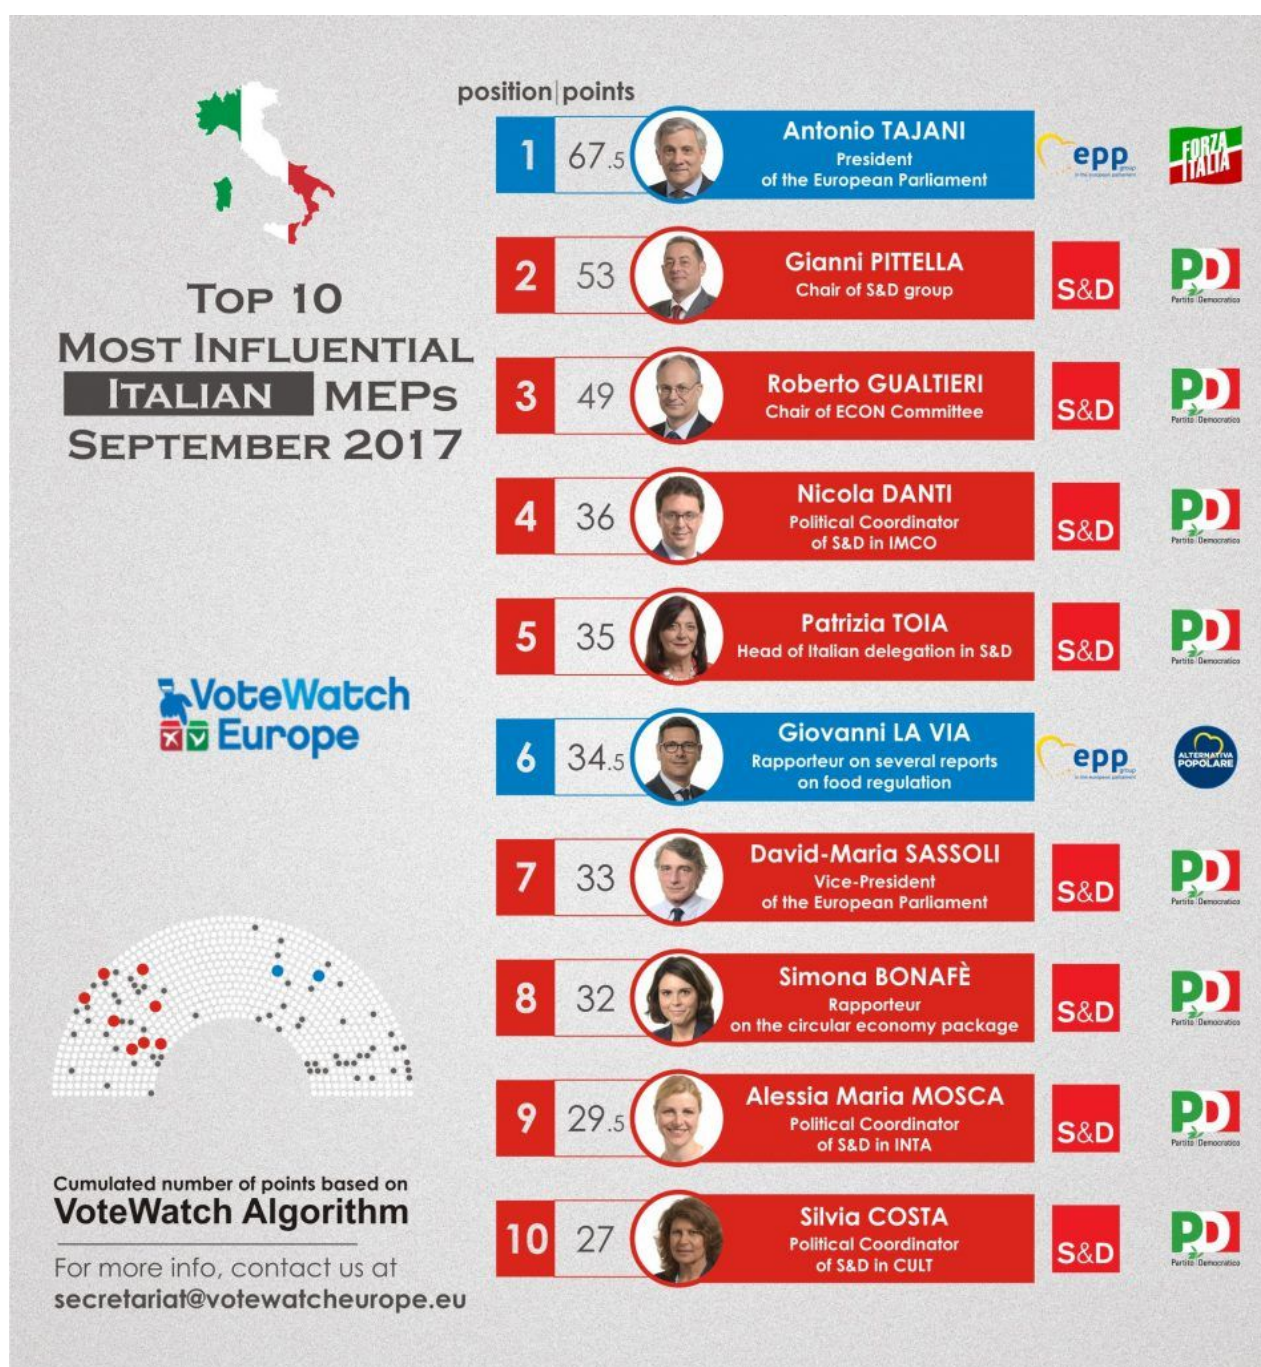 position|points
TOP 10
MOST INFLUENTIAL
ITALIAN MEPs
SEPTEMBER 2017
1 67.5 Antonio TAJANI
President
of the European Parliament
epp group
FORZA
ITALIA
2 53 Gianni PITTELLA
Chair of S&D group
S&D
PD
Partito Democratico
3 49 Roberto GUALTIERI
Chair of ECON Committee
S&D
PD
Partito Democratico
4 36 Nicola DANTI
Political Coordinator
of S&D in IMCO
S&D
PD
Partito Democratico
5 35 Patrizia TOIA
Head of Italian delegation in S&D
S&D
PD
Partito Democratico
VoteWatch
Europe
6 34.5 Giovanni LA VIA
Rapporteur on several reports
on food regulation
epp group
ALTERNATIVA
POPOLARE
7 33 David-Maria SASSOLI
Vice-President
of the European Parliament
S&D
PD
Partito Democratico
8 32 Simona BONAFÈ
Rapporteur
on the circular economy package
S&D
PD
Partito Democratico
9 29.5 Alessia Maria MOSCA
Political Coordinator
of S&D in INTA
S&D
PD
Partito Democratico
10 27 Silvia COSTA
Political Coordinator
of S&D in CULT
S&D
PD
Partito Democratico
Cumulated number of points based on
VoteWatch Algorithm
For more info, contact us at
secretariat@votewatcheurope.eu